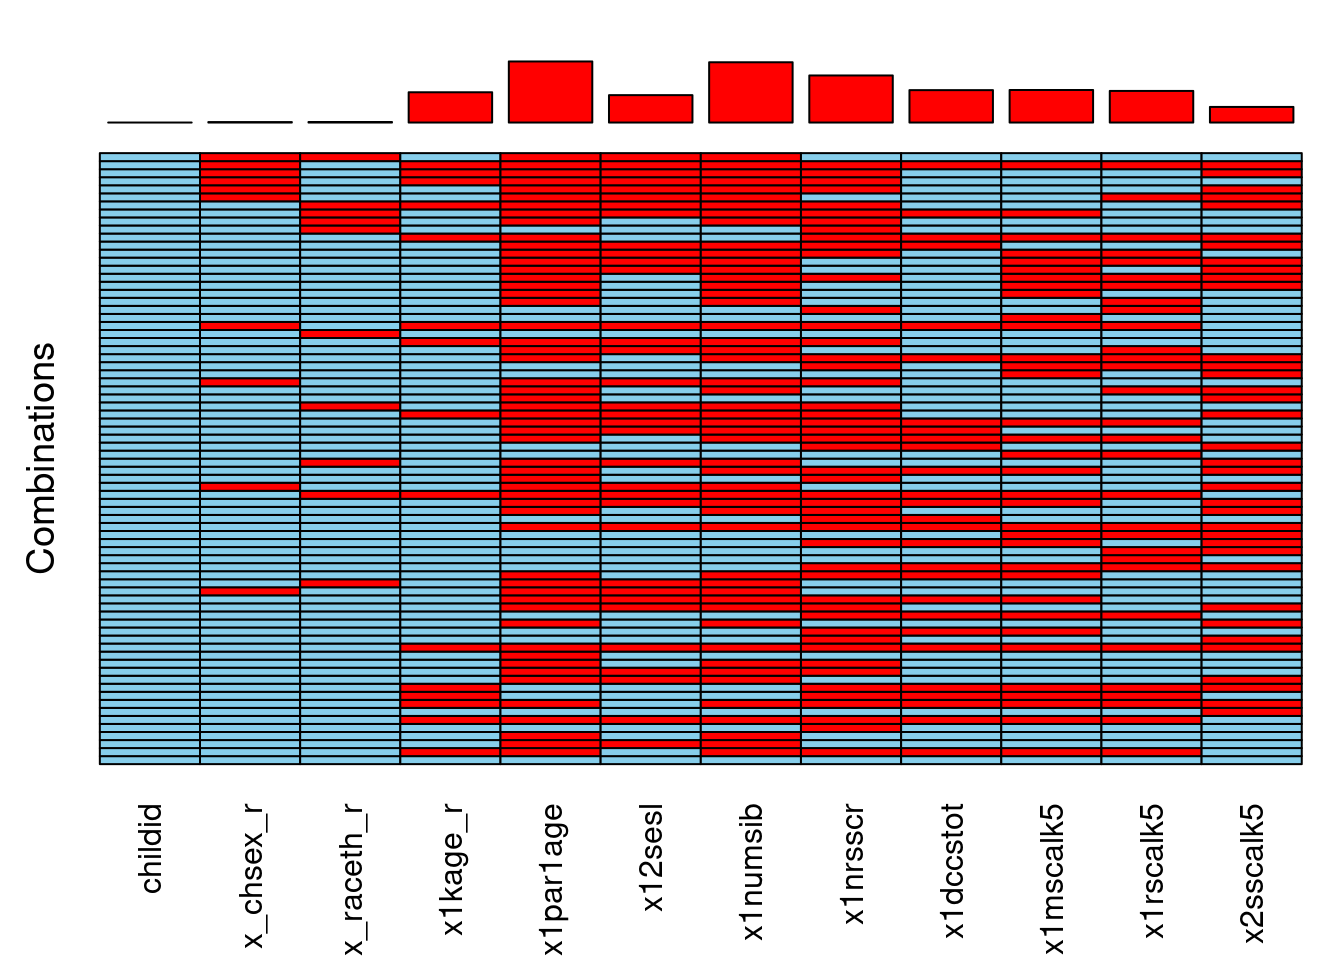 Combinations
childid
x_chsex_r
x_raceth_r
x1kage_r
x1par1age
x12sesl
x1numsib
x1nrsscr
x1dccstot
x1mscalk5
x1rscalk5
x2sscalk5